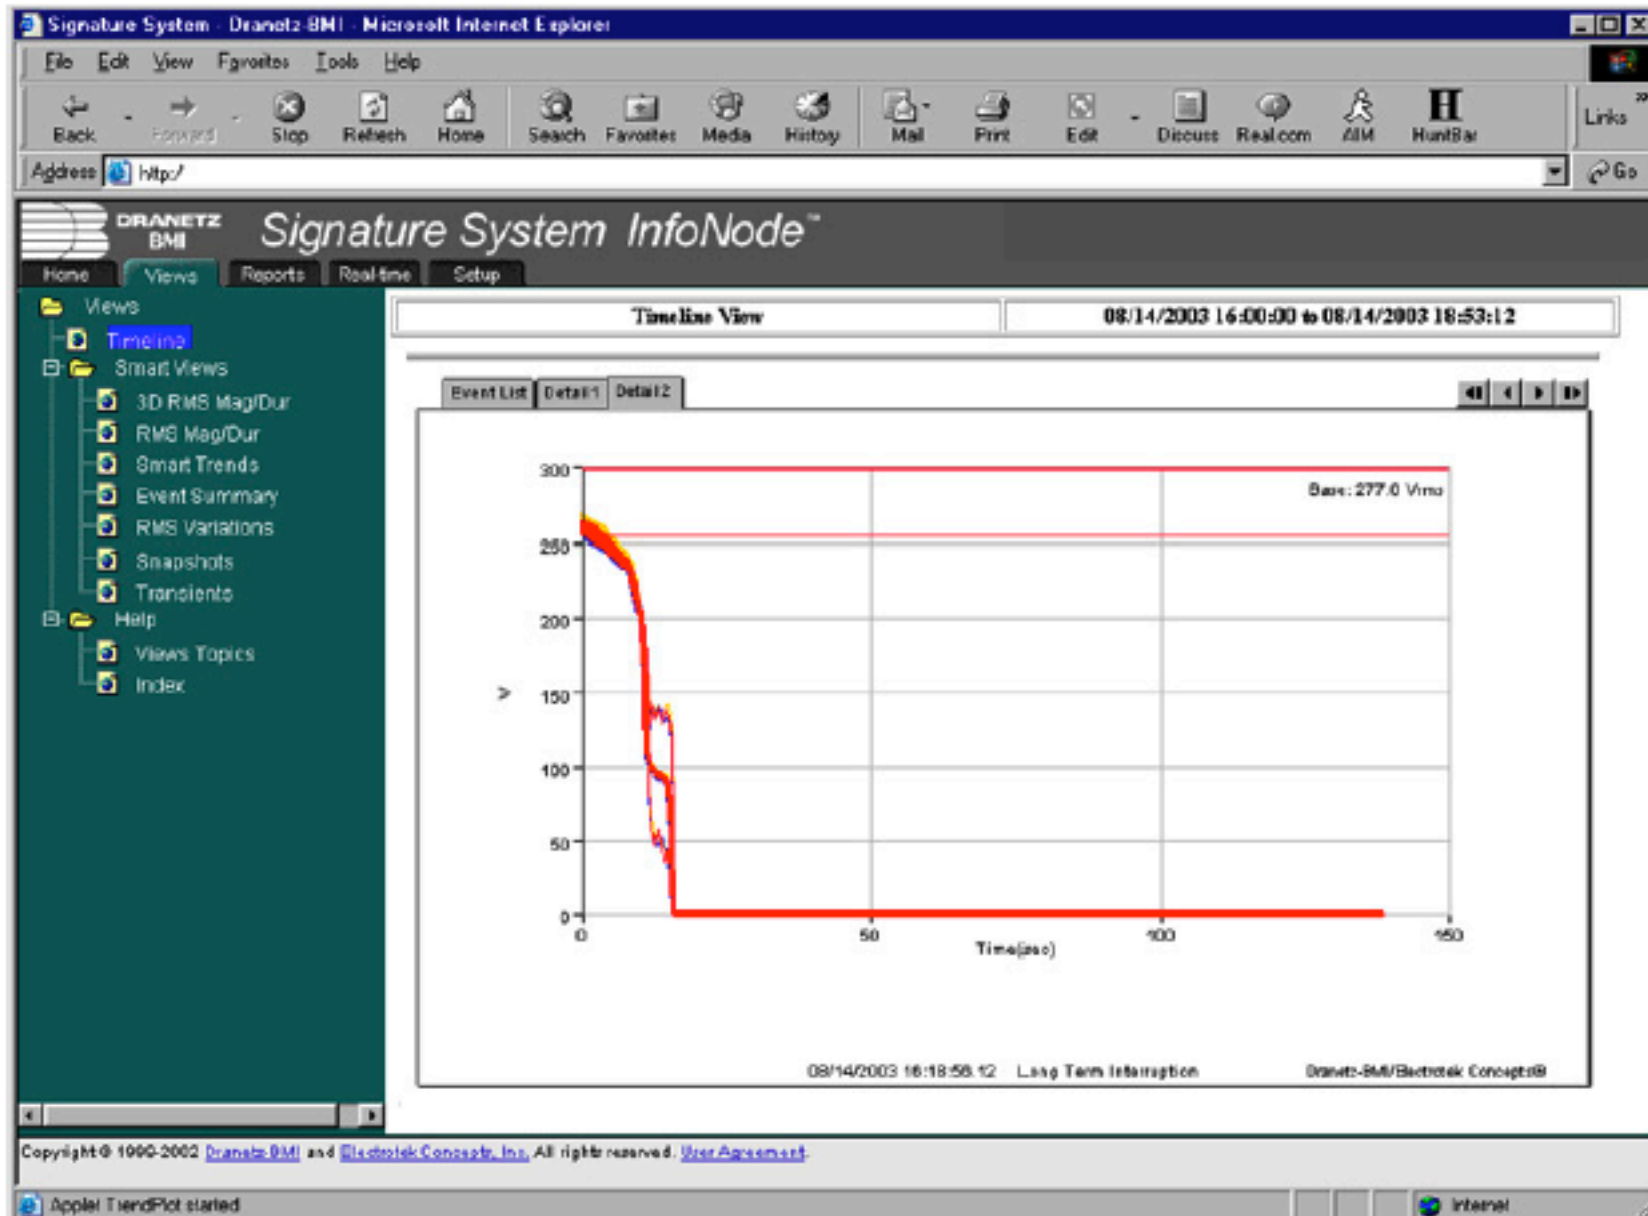 Signature System - Dranetz-BMI - Microsoft Internet Explorer
File Edit View Favorites Tools Help
Back Forward Stop Refresh Home Search Favorites Media History Mail Print Edit Discuss Real.com AIM HuntBar Links
Address http:/ Go
DRANETZ BMI Signature System InfoNode™
Home Views Reports Real-time Setup
Views
Timeline
Smart Views
3D RMS Mag/Dur
RMS Mag/Dur
Smart Trends
Event Summary
RMS Variations
Snapshots
Transients
Help
Views Topics
Index
Timeline View 08/14/2003 16:00:00 to 08/14/2003 18:53:12
Event List Detail1 Detail2
Base: 277.0 Vrms
300
250
200
150
100
50
0
V
0 50 100 150
Time(sec)
08/14/2003 16:18:56.12 Long Term Interruption Dranetz-BMI/Electrotek Concepts®
Copyright © 1999-2002 Dranetz-BMI and Electrotek Concepts, Inc. All rights reserved. User Agreement.
Applet TrendPlot started Internet